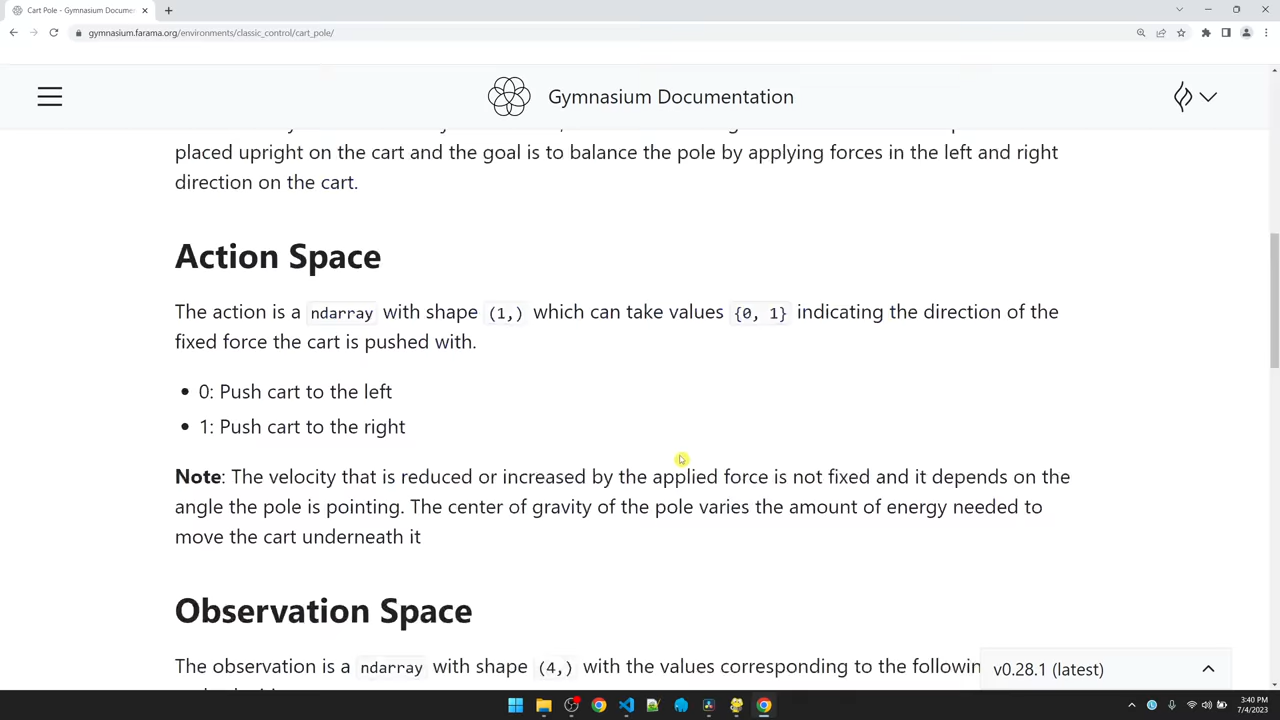 Cart Pole - Gymnasium Documen
gymnasium.farama.org/environments/classic_control/cart_pole/
Gymnasium Documentation
placed upright on the cart and the goal is to balance the pole by applying forces in the left and right
direction on the cart.
Action Space
The action is a ndarray with shape (1,) which can take values {0, 1} indicating the direction of the
fixed force the cart is pushed with.
• 0: Push cart to the left
• 1: Push cart to the right
Note: The velocity that is reduced or increased by the applied force is not fixed and it depends on the
angle the pole is pointing. The center of gravity of the pole varies the amount of energy needed to
move the cart underneath it
Observation Space
The observation is a ndarray with shape (4,) with the values corresponding to the followin
v0.28.1 (latest)
3:40 PM
7/4/2023